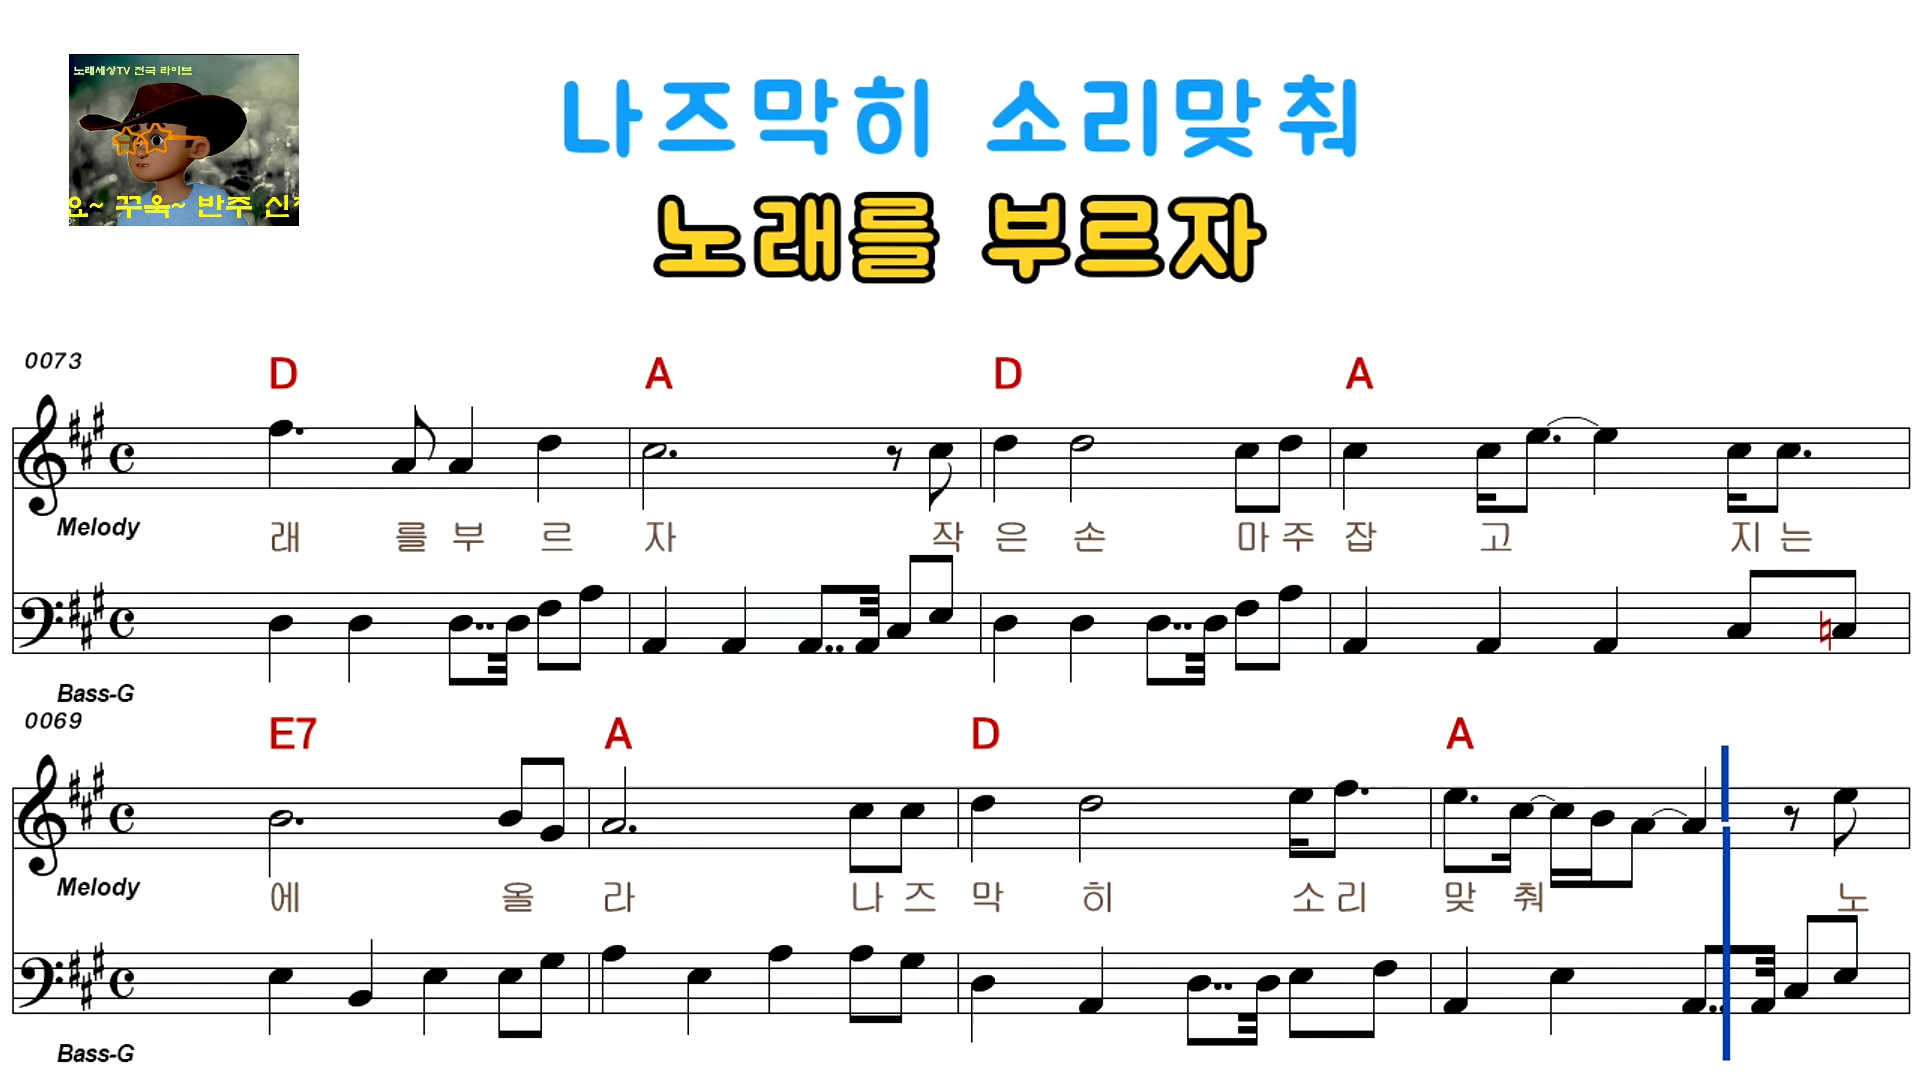 노래세상TV 전국 라이브
요~ 꾸욱~ 반주 신
나즈막히 소리맞춰
노래를 부르자
0073
D A D A
Melody
래 를 부 르 자 작 은 손 마 주 잡 고 지 는
Bass-G
0069
E7 A D A
Melody
에 올 라 나 즈 막 히 소 리 맞 춰 노
Bass-G